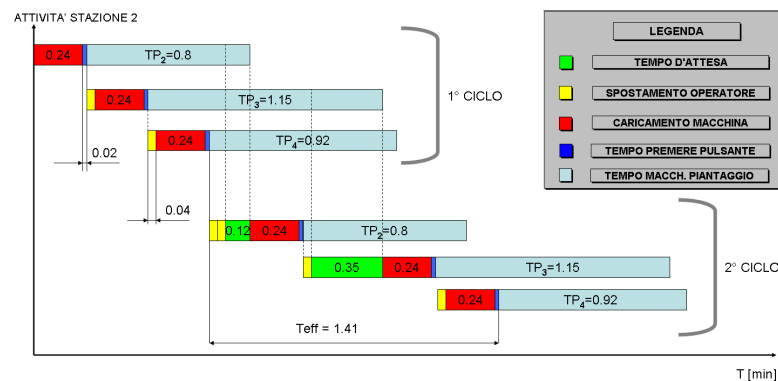 ATTIVITA' STAZIONE 2
LEGENDA
TEMPO D'ATTESA
SPOSTAMENTO OPERATORE
CARICAMENTO MACCHINA
TEMPO PREMERE PULSANTE
TEMPO MACCH. PIANTAGGIO
0.24 TP2=0.8
0.24 TP3=1.15
1° CICLO
0.24 TP4=0.92
0.02
0.04
0.12 0.24 TP2=0.8
0.35 0.24 TP3=1.15
2° CICLO
0.24 TP4=0.92
Teff = 1.41
T [min]